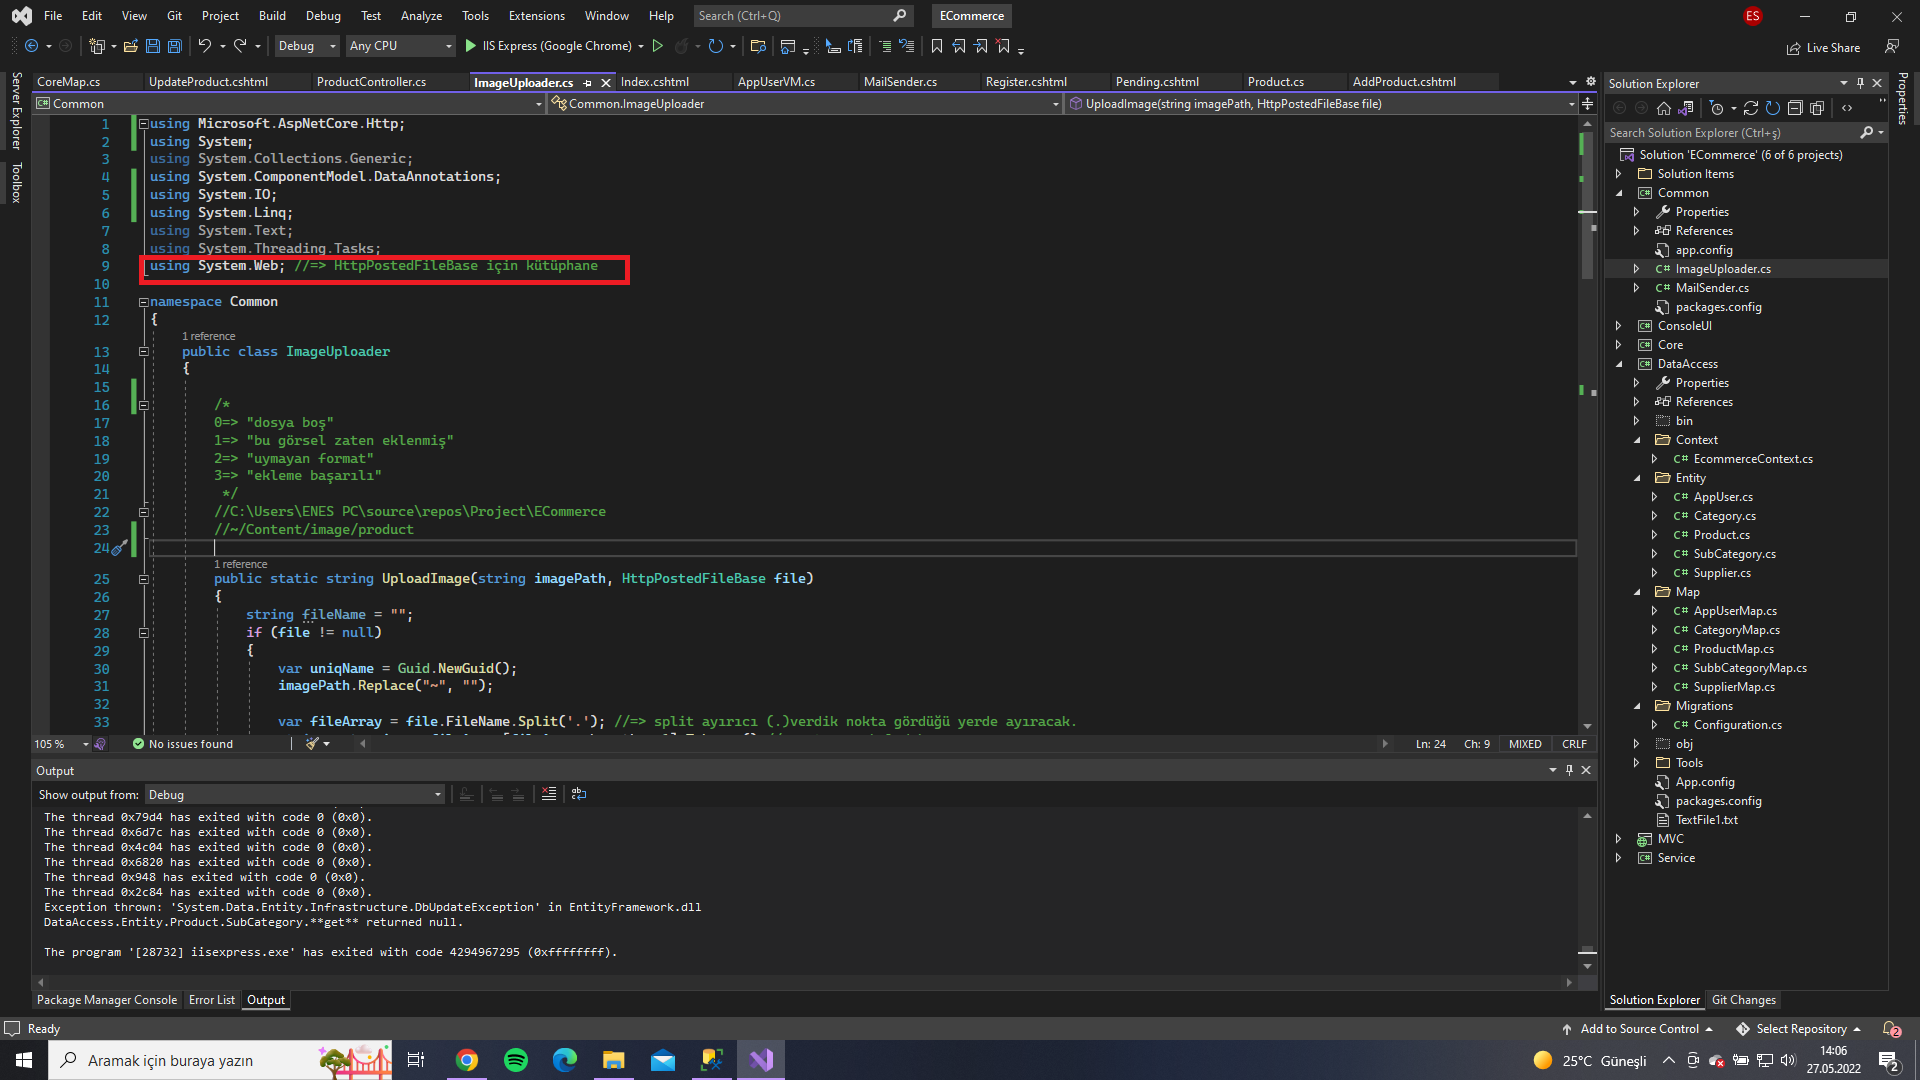 File Edit View Git Project Build Debug Test Analyze Tools Extensions Window Help Search (Ctrl+Q) ECommerce ES
Debug Any CPU IIS Express (Google Chrome) Live Share
CoreMap.cs UpdateProduct.cshtml ProductController.cs ImageUploader.cs Index.cshtml AppUserVM.cs MailSender.cs Register.cshtml Pending.cshtml Product.cs AddProduct.cshtml
Common Common.ImageUploader UploadImage(string imagePath, HttpPostedFileBase file)
Server Explorer
Toolbox
1 using Microsoft.AspNetCore.Http;
2 using System;
3 using System.Collections.Generic;
4 using System.ComponentModel.DataAnnotations;
5 using System.IO;
6 using System.Linq;
7 using System.Text;
8 using System.Threading.Tasks;
9 using System.Web; //=> HttpPostedFileBase için kütüphane
10
11 namespace Common
12 {
1 reference
13 public class ImageUploader
14 {
15
16 /*
17 0=> "dosya boş"
18 1=> "bu görsel zaten eklenmiş"
19 2=> "uymayan format"
20 3=> "ekleme başarılı"
21 */
22 //C:\Users\ENES PC\source\repos\Project\ECommerce
23 //~/Content/image/product
24
1 reference
25 public static string UploadImage(string imagePath, HttpPostedFileBase file)
26 {
27 string fileName = "";
28 if (file != null)
29 {
30 var uniqName = Guid.NewGuid();
31 imagePath.Replace("~", "");
32
33 var fileArray = file.FileName.Split('.'); //=> split ayırıcı (.)verdik nokta gördüğü yerde ayıracak.
105 % No issues found Ln: 24 Ch: 9 MIXED CRLF
Output
Show output from: Debug
The thread 0x79d4 has exited with code 0 (0x0).
The thread 0x6d7c has exited with code 0 (0x0).
The thread 0x4c04 has exited with code 0 (0x0).
The thread 0x6820 has exited with code 0 (0x0).
The thread 0x948 has exited with code 0 (0x0).
The thread 0x2c84 has exited with code 0 (0x0).
Exception thrown: 'System.Data.Entity.Infrastructure.DbUpdateException' in EntityFramework.dll
DataAccess.Entity.Product.SubCategory.**get** returned null.
The program '[28732] iisexpress.exe' has exited with code 4294967295 (0xffffffff).
Package Manager Console Error List Output
Solution Explorer
Properties
Search Solution Explorer (Ctrl+ş)
Solution 'ECommerce' (6 of 6 projects)
Solution Items
Common
Properties
References
app.config
C# ImageUploader.cs
C# MailSender.cs
packages.config
ConsoleUI
Core
DataAccess
Properties
References
bin
Context
C# EcommerceContext.cs
Entity
C# AppUser.cs
C# Category.cs
C# Product.cs
C# SubCategory.cs
C# Supplier.cs
Map
C# AppUserMap.cs
C# CategoryMap.cs
C# ProductMap.cs
C# SubbCategoryMap.cs
C# SupplierMap.cs
Migrations
C# Configuration.cs
obj
Tools
App.config
packages.config
TextFile1.txt
MVC
Service
Solution Explorer Git Changes
Ready Add to Source Control Select Repository 2
Aramak için buraya yazın 25°C Güneşli 14:06
27.05.2022 2